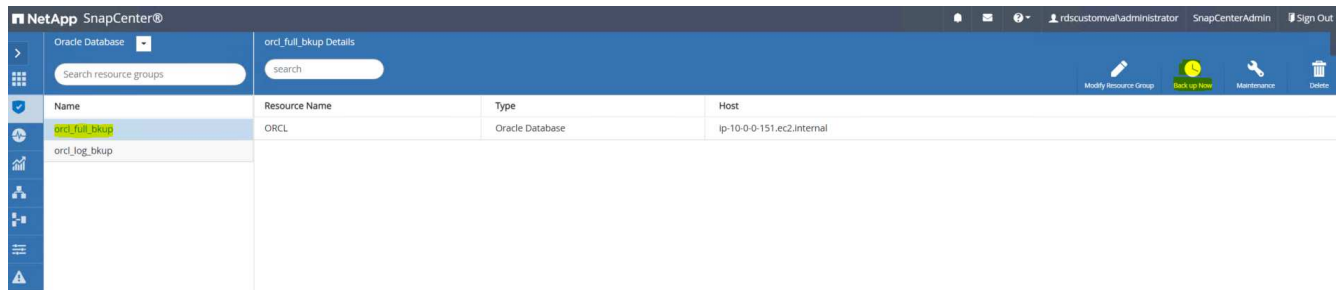 NetApp SnapCenter® rdscustomval\administrator SnapCenterAdmin Sign Out
Oracle Database
orcl_full_bkup Details
Search resource groups
search
Modify Resource Group Back up Now Maintenance Delete
Name
Resource Name Type Host
orcl_full_bkup
ORCL Oracle Database ip-10-0-0-151.ec2.internal
orcl_log_bkup